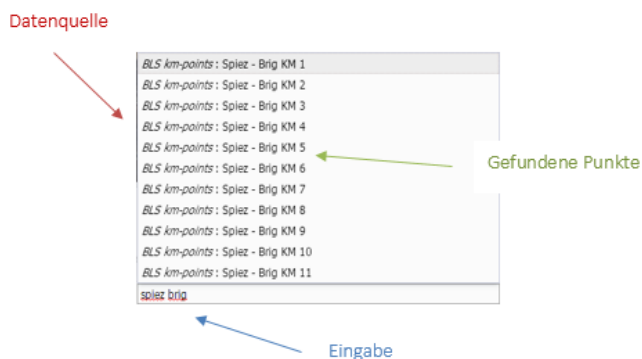 Datenquelle
BLS km-points : Spiez - Brig KM 1
BLS km-points : Spiez - Brig KM 2
BLS km-points : Spiez - Brig KM 3
BLS km-points : Spiez - Brig KM 4
BLS km-points : Spiez - Brig KM 5
BLS km-points : Spiez - Brig KM 6
BLS km-points : Spiez - Brig KM 7
BLS km-points : Spiez - Brig KM 8
BLS km-points : Spiez - Brig KM 9
BLS km-points : Spiez - Brig KM 10
BLS km-points : Spiez - Brig KM 11
spiez brig
Gefundene Punkte
Eingabe